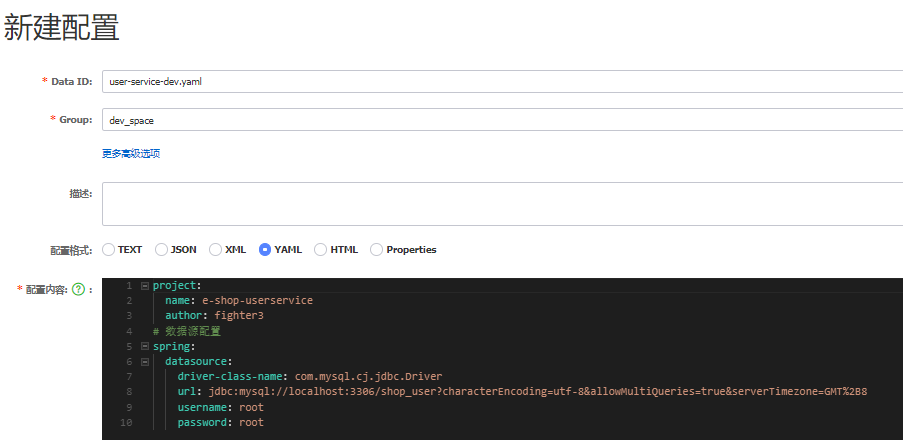 新建配置
* Data ID: user-service-dev.yaml
* Group: dev_space
更多高级选项
描述:
配置格式: TEXT JSON XML YAML HTML Properties
* 配置内容: ? :
1 project:
2 name: e-shop-userservice
3 author: fighter3
4 # 数据源配置
5 spring:
6 datasource:
7 driver-class-name: com.mysql.cj.jdbc.Driver
8 url: jdbc:mysql://localhost:3306/shop_user?characterEncoding=utf-8&allowMultiQueries=true&serverTimezone=GMT%2B8
9 username: root
10 password: root